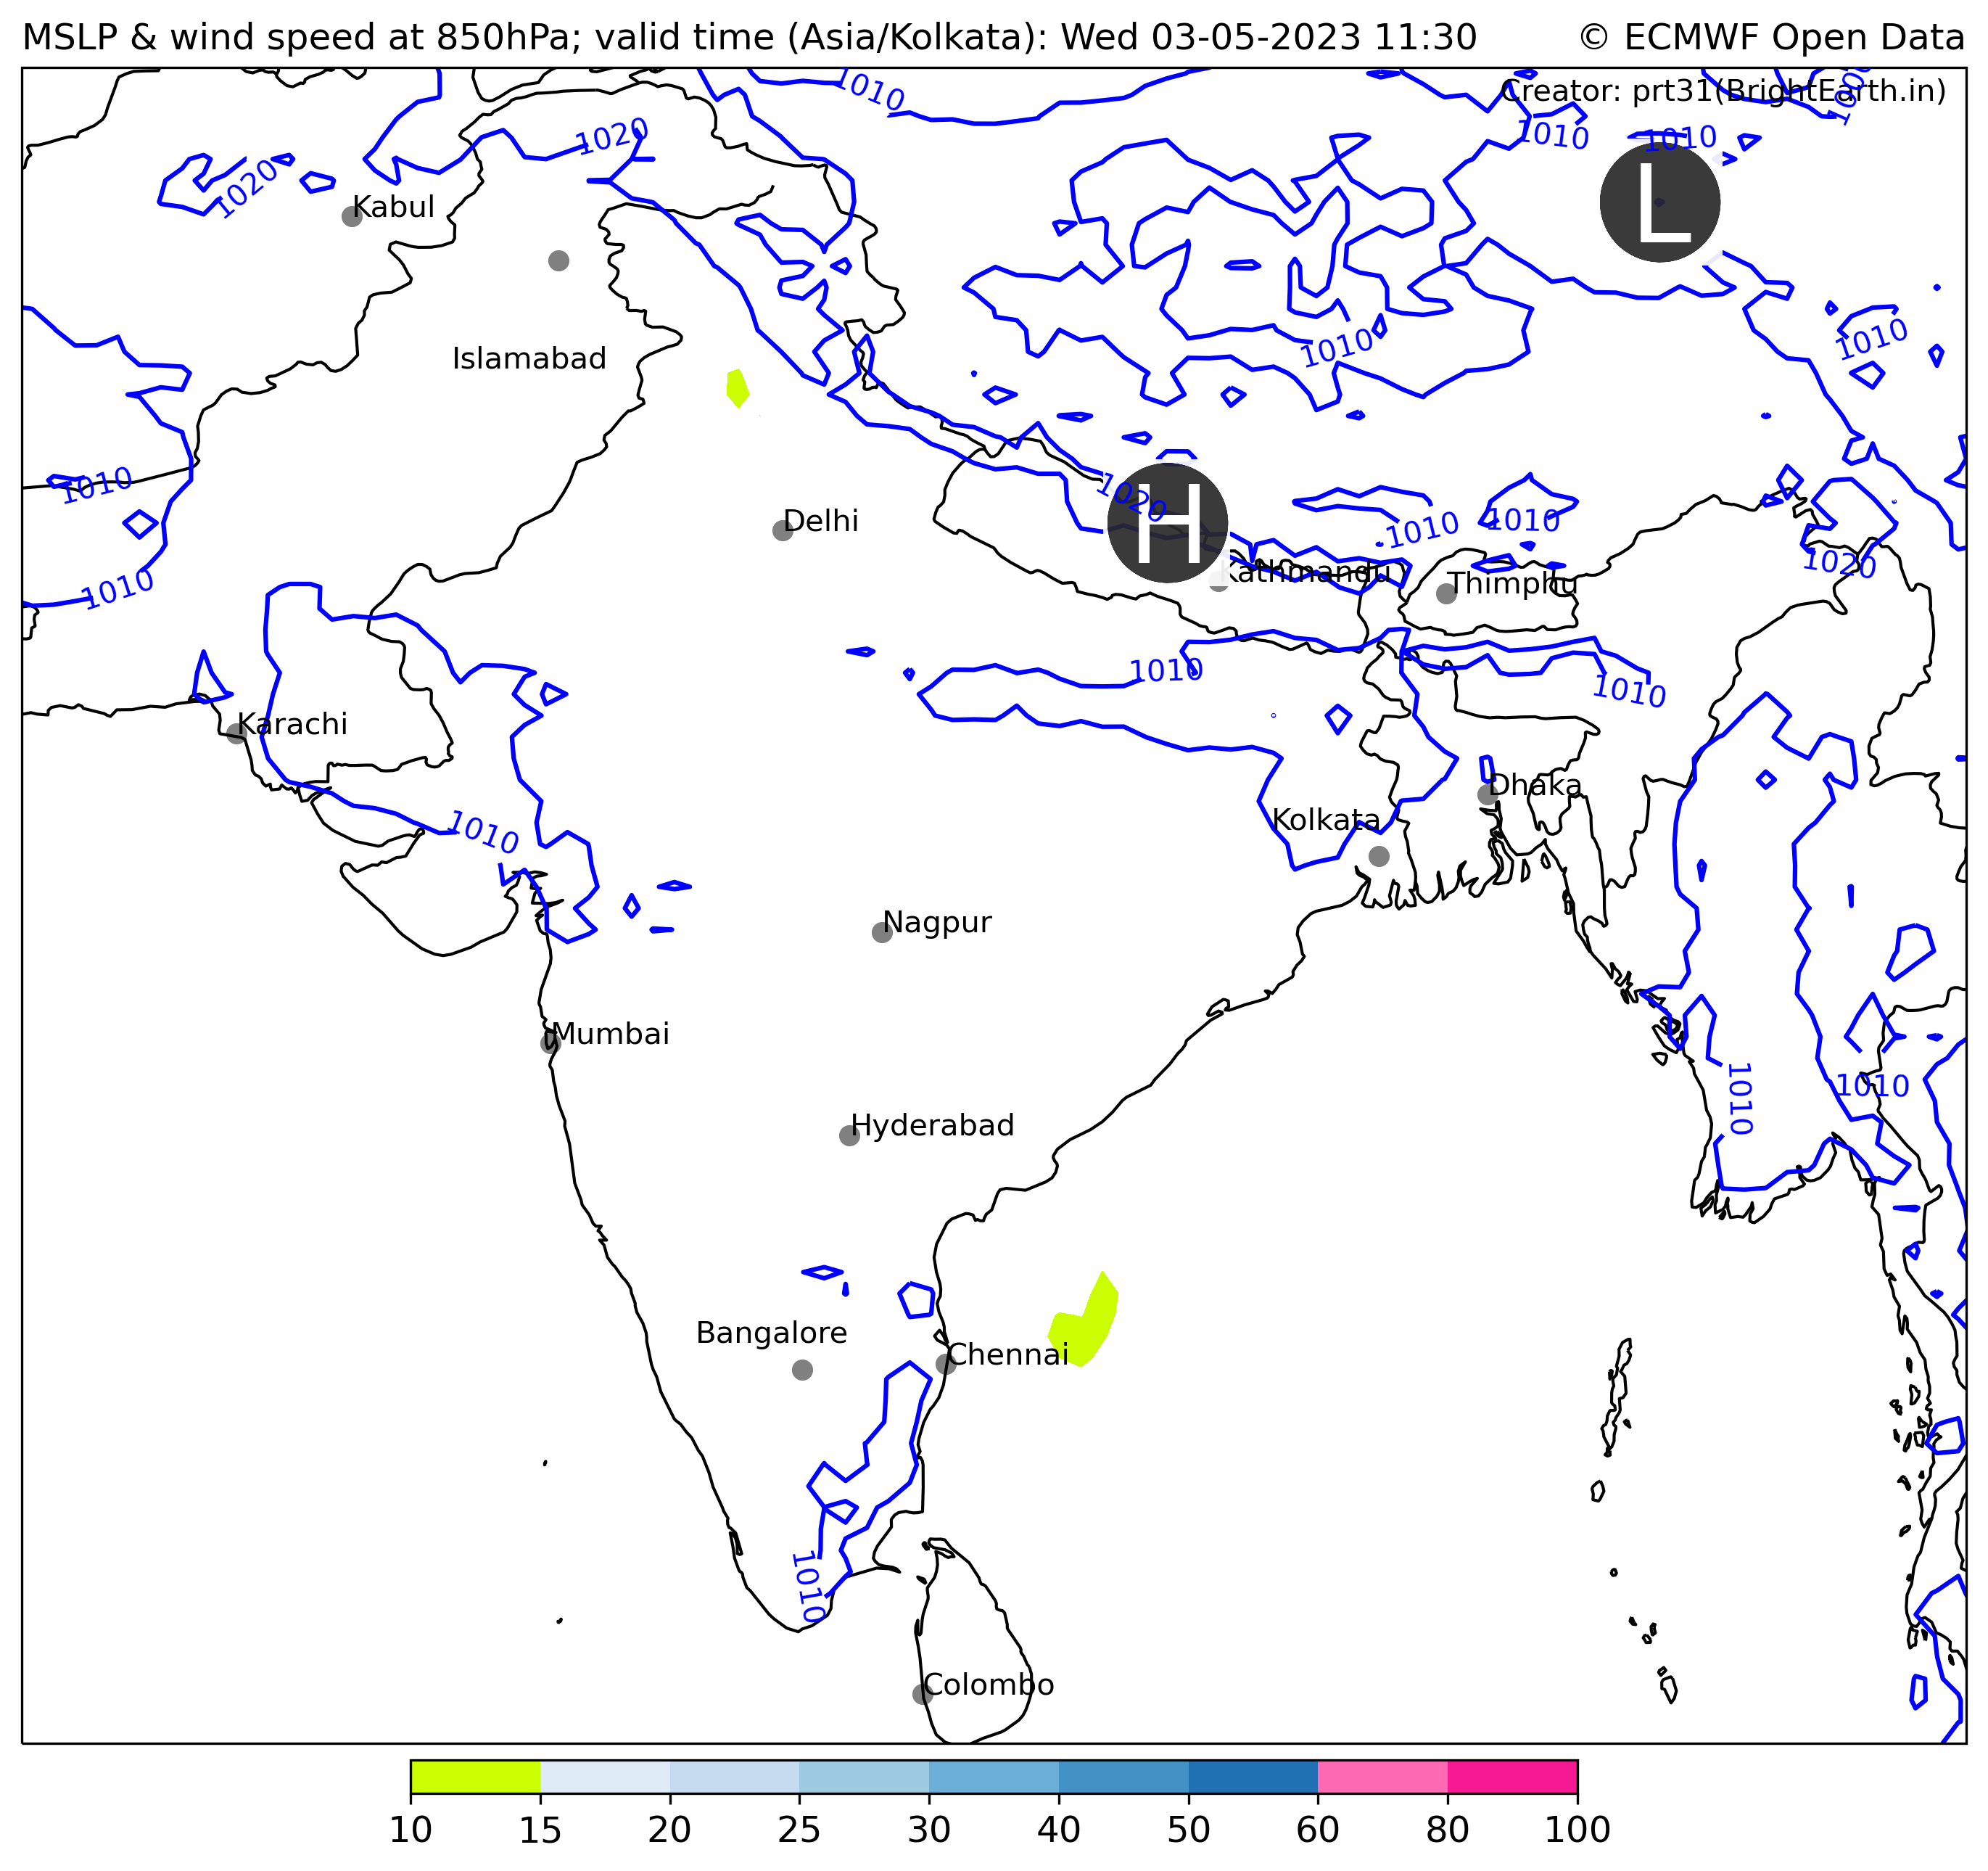 MSLP & wind speed at 850hPa; valid time (Asia/Kolkata): Wed 03-05-2023 11:30 © ECMWF Open Data
Creator: prt31(BrightEarth.in)
1010
1010
1020
1010
1010
L
1020
Kabul
1010
1010
Islamabad
1010
1020
H
Delhi
1010
1010
1020
Kathmandu
Thimphu
1010
1010
1010
Karachi
Dhaka
Kolkata
1010
Nagpur
Mumbai
1010
1010
Hyderabad
Bangalore
Chennai
1010
Colombo
10 15 20 25 30 40 50 60 80 100